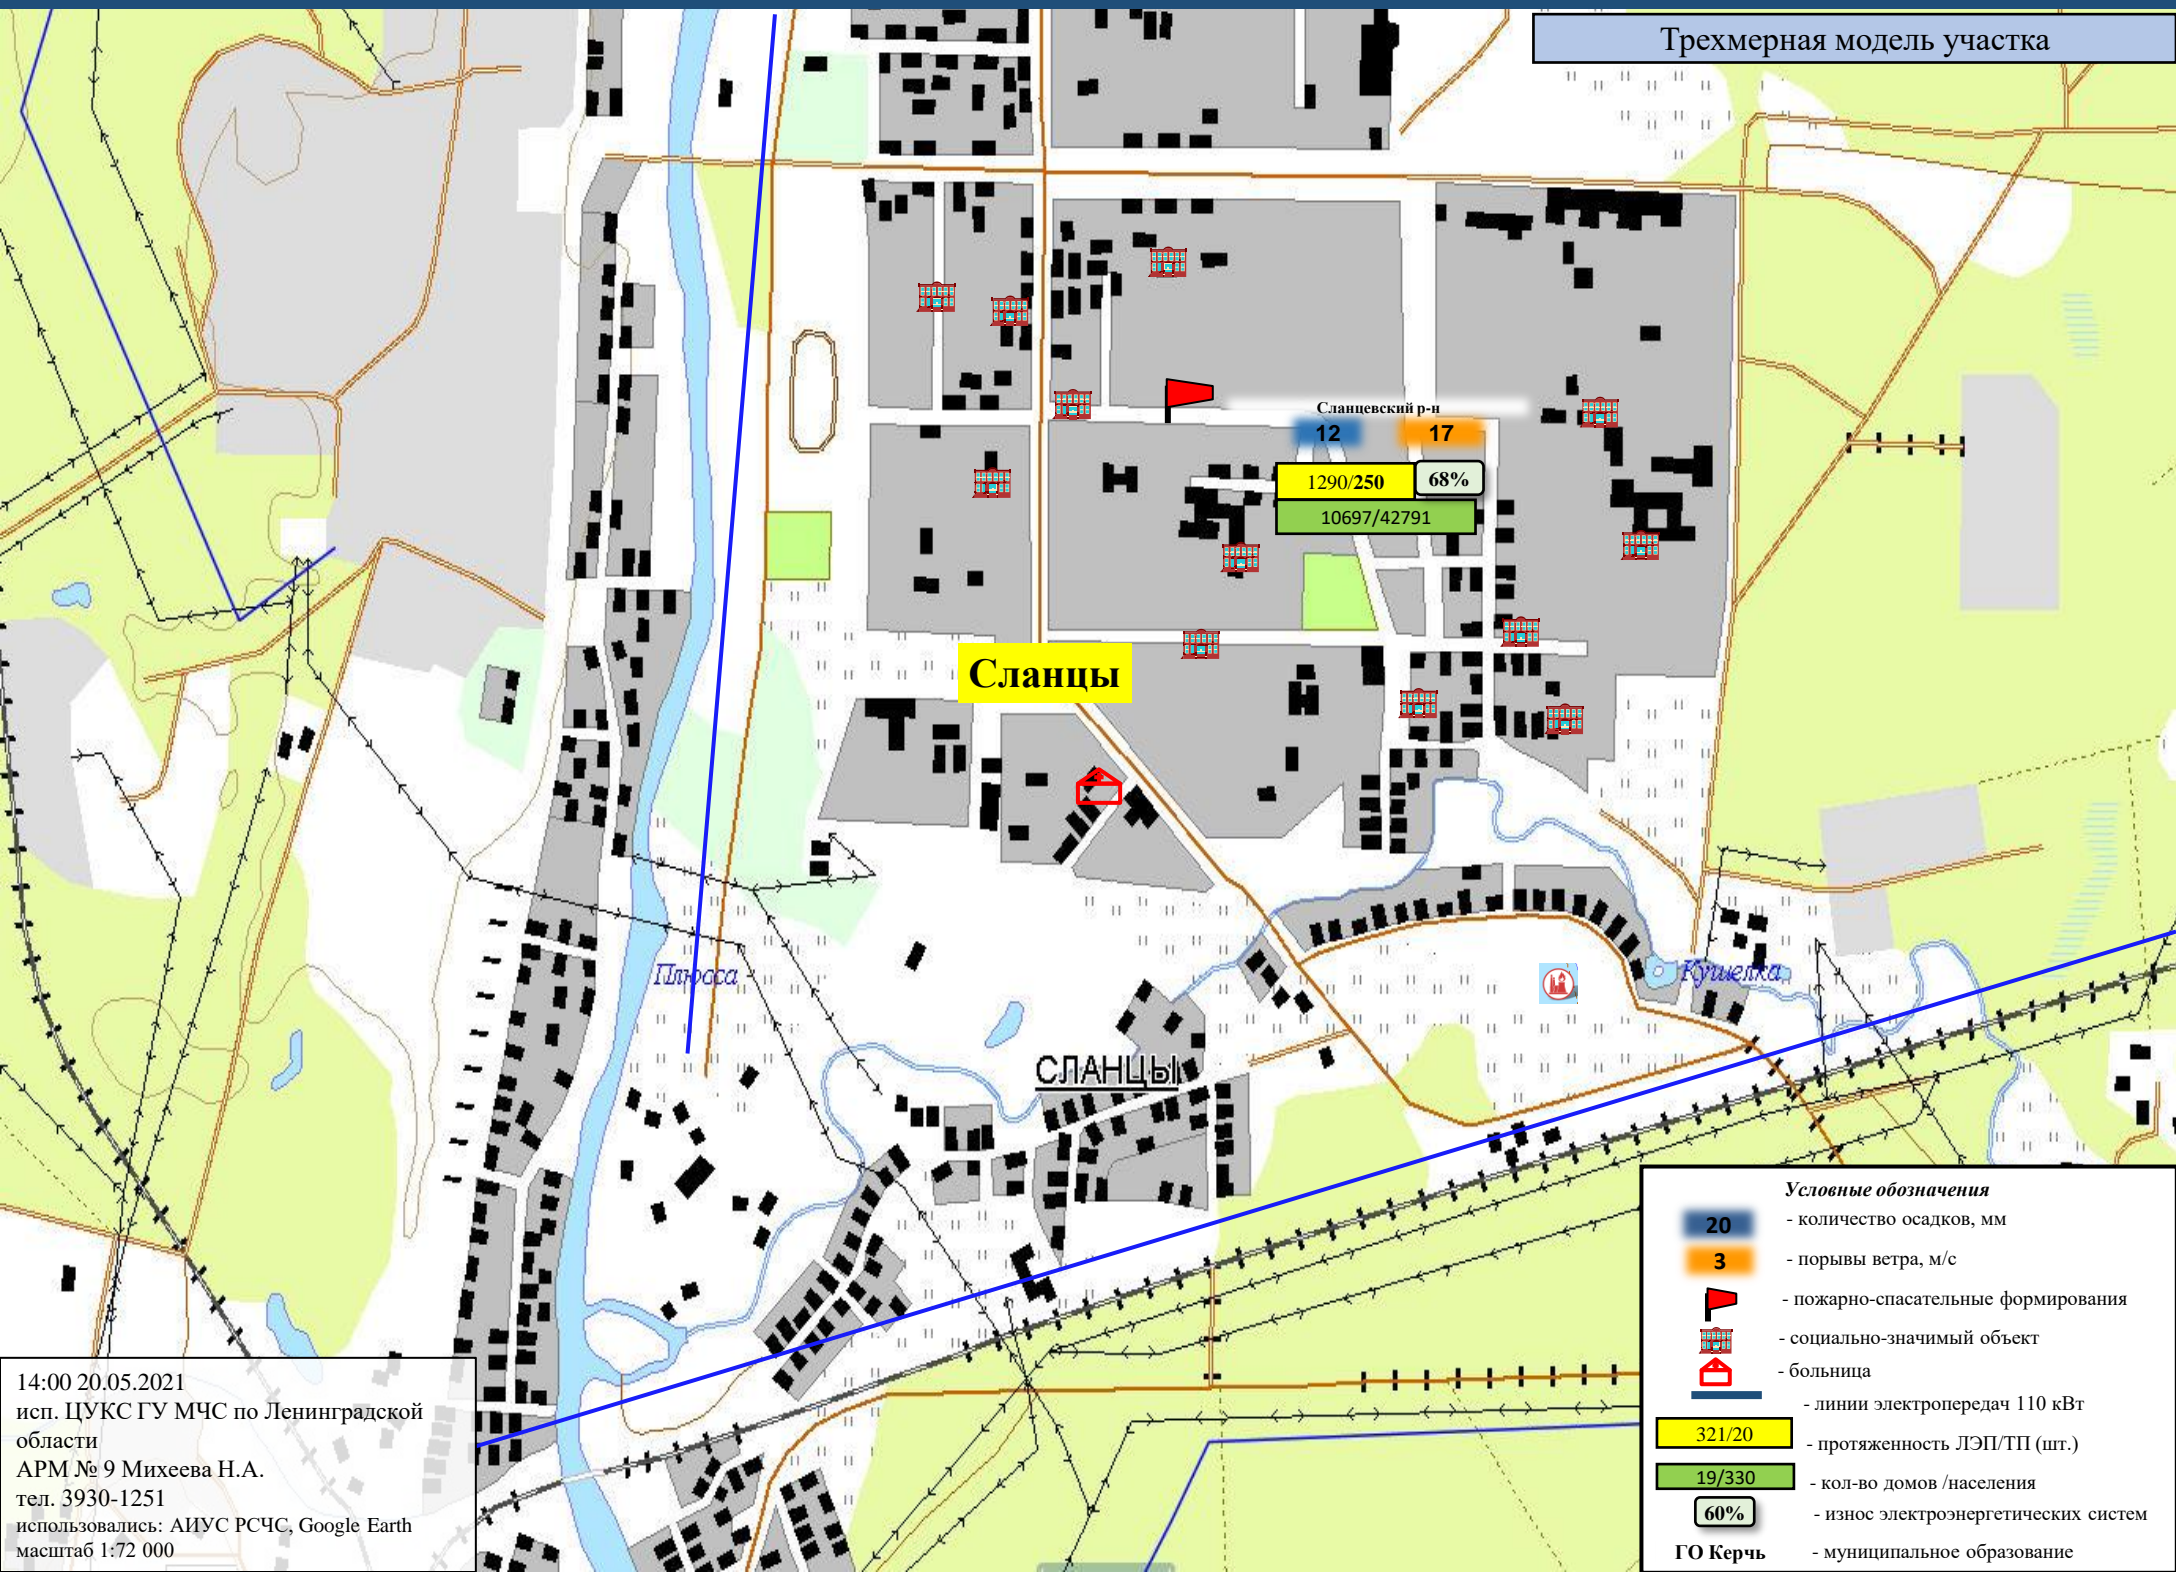 Трехмерная модель участка
Сланцевский р-н
12
17
1290/250
68%
10697/42791
Сланцы
Плюсса
Кушелка
СЛАНЦЫ
14:00 20.05.2021
исп. ЦУКС ГУ МЧС по Ленинградской
области
АРМ № 9 Михеева Н.А.
тел. 3930-1251
использовались: АИУС РСЧС, Google Earth
масштаб 1:72 000
Условные обозначения
20 - количество осадков, мм
3 - порывы ветра, м/с
- пожарно-спасательные формирования
- социально-значимый объект
- больница
- линии электропередач 110 кВт
321/20 - протяженность ЛЭП/ТП (шт.)
19/330 - кол-во домов /населения
60% - износ электроэнергетических систем
ГО Керчь - муниципальное образование